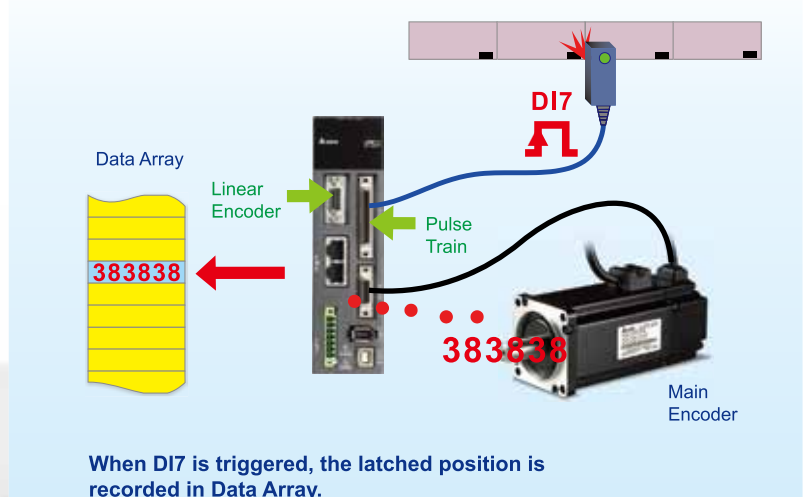 DI7
Data Array
Linear
Encoder
Pulse
Train
383838
383838
Main
Encoder
When DI7 is triggered, the latched position is
recorded in Data Array.